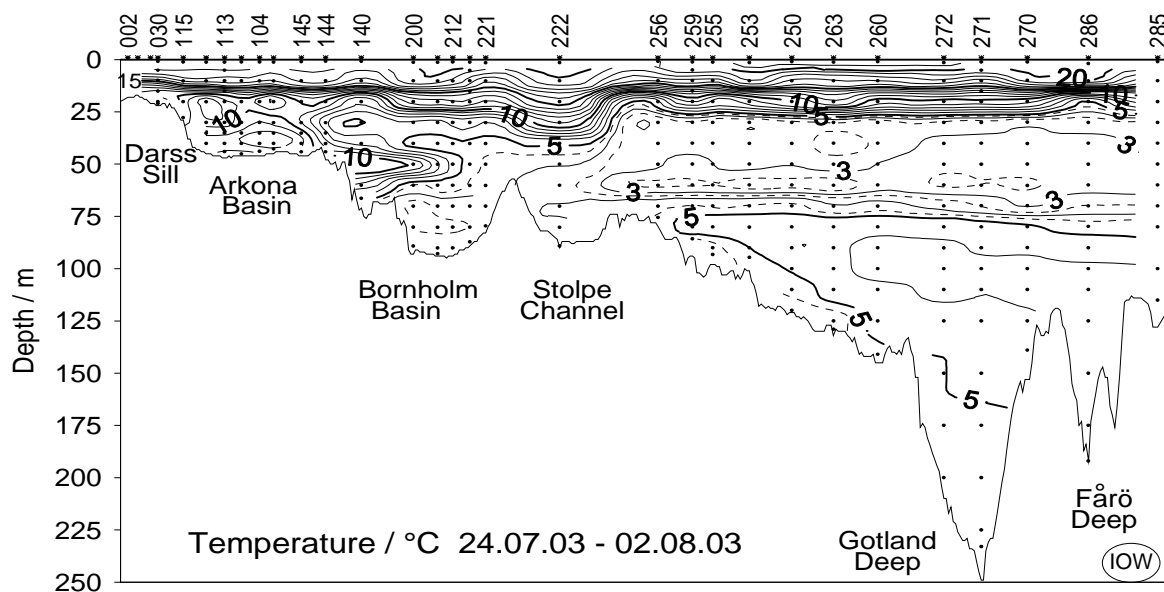 002 030 115 113 104 145 144 140 200 212 221 222 256 259 255 253 250 263 260 272 271 270 286 285
0
25
50
75
100
125
150
175
200
225
250
Depth / m
15
20
10
10
10
10
5
5
5
10
3
3
3
3
5
5
5
Darss
Sill
Arkona
Basin
Bornholm
Basin
Stolpe
Channel
Gotland
Deep
Fårö
Deep
Temperature / °C 24.07.03 - 02.08.03
IOW